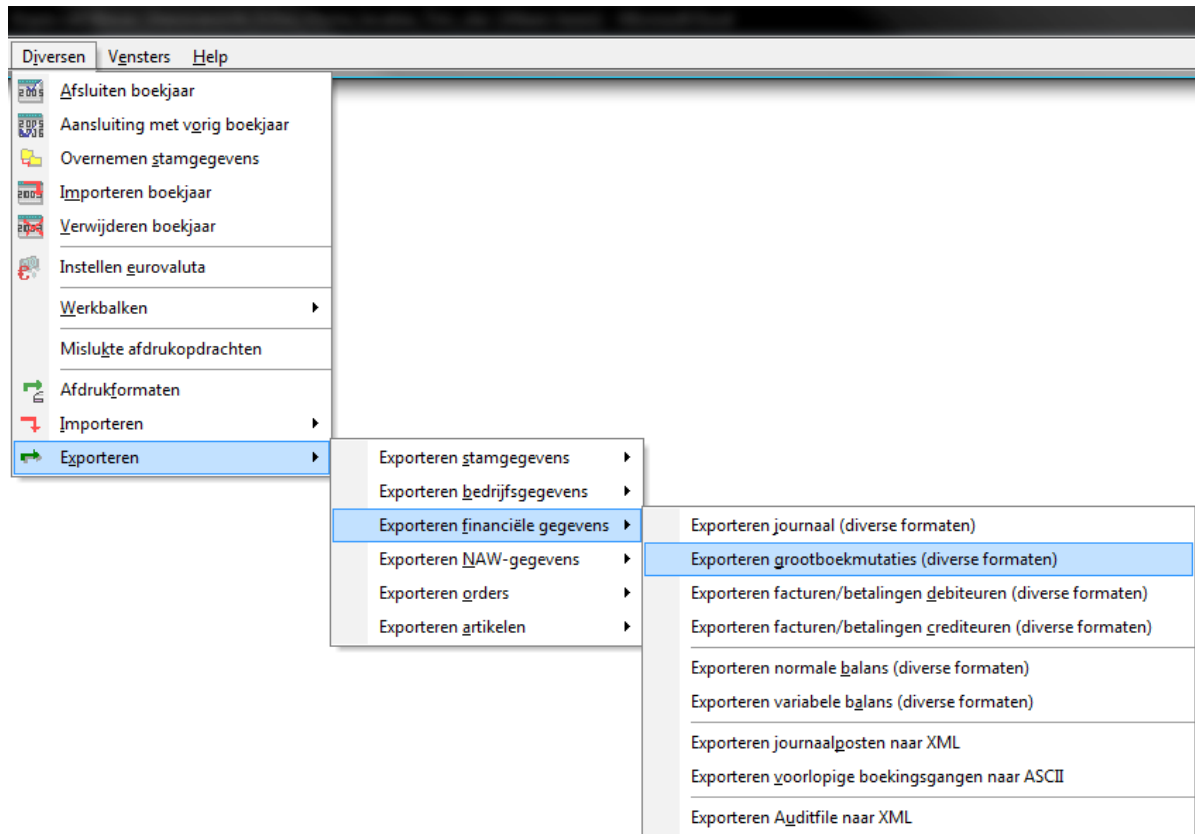 Diversen Vensters Help
Afsluiten boekjaar
Aansluiting met vorig boekjaar
Overnemen stamgegevens
Importeren boekjaar
Verwijderen boekjaar
Instellen eurovaluta
Werkbalken
Mislukte afdrukopdrachten
Afdrukformaten
Importeren
Exporteren
Exporteren stamgegevens
Exporteren bedrijfsgegevens
Exporteren financiële gegevens
Exporteren NAW-gegevens
Exporteren orders
Exporteren artikelen
Exporteren journaal (diverse formaten)
Exporteren grootboekmutaties (diverse formaten)
Exporteren facturen/betalingen debiteuren (diverse formaten)
Exporteren facturen/betalingen crediteuren (diverse formaten)
Exporteren normale balans (diverse formaten)
Exporteren variabele balans (diverse formaten)
Exporteren journaalposten naar XML
Exporteren voorlopige boekingsgangen naar ASCII
Exporteren Auditfile naar XML